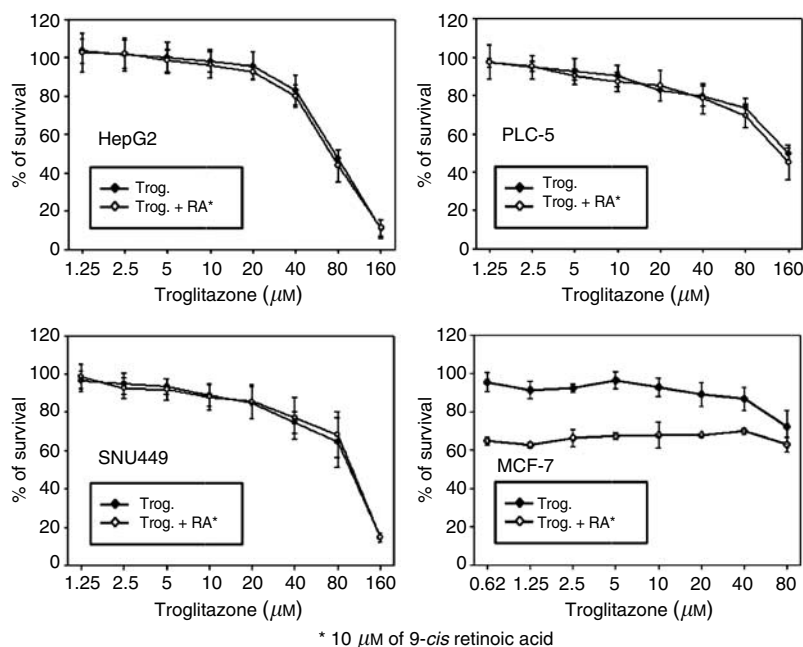 120
100
80
60
40
20
0
% of survival
HepG2
Trog.
Trog. + RA*
1.25 2.5 5 10 20 40 80 160
Troglitazone (μM)
120
100
80
60
40
20
0
% of survival
PLC-5
Trog.
Trog. + RA*
1.25 2.5 5 10 20 40 80 160
Troglitazone (μM)
120
100
80
60
40
20
0
% of survival
SNU449
Trog.
Trog. + RA*
1.25 2.5 5 10 20 40 80 160
Troglitazone (μM)
120
100
80
60
40
20
0
% of survival
MCF-7
Trog.
Trog. + RA*
0.62 1.25 2.5 5 10 20 40 80
Troglitazone (μM)
* 10 μM of 9-cis retinoic acid